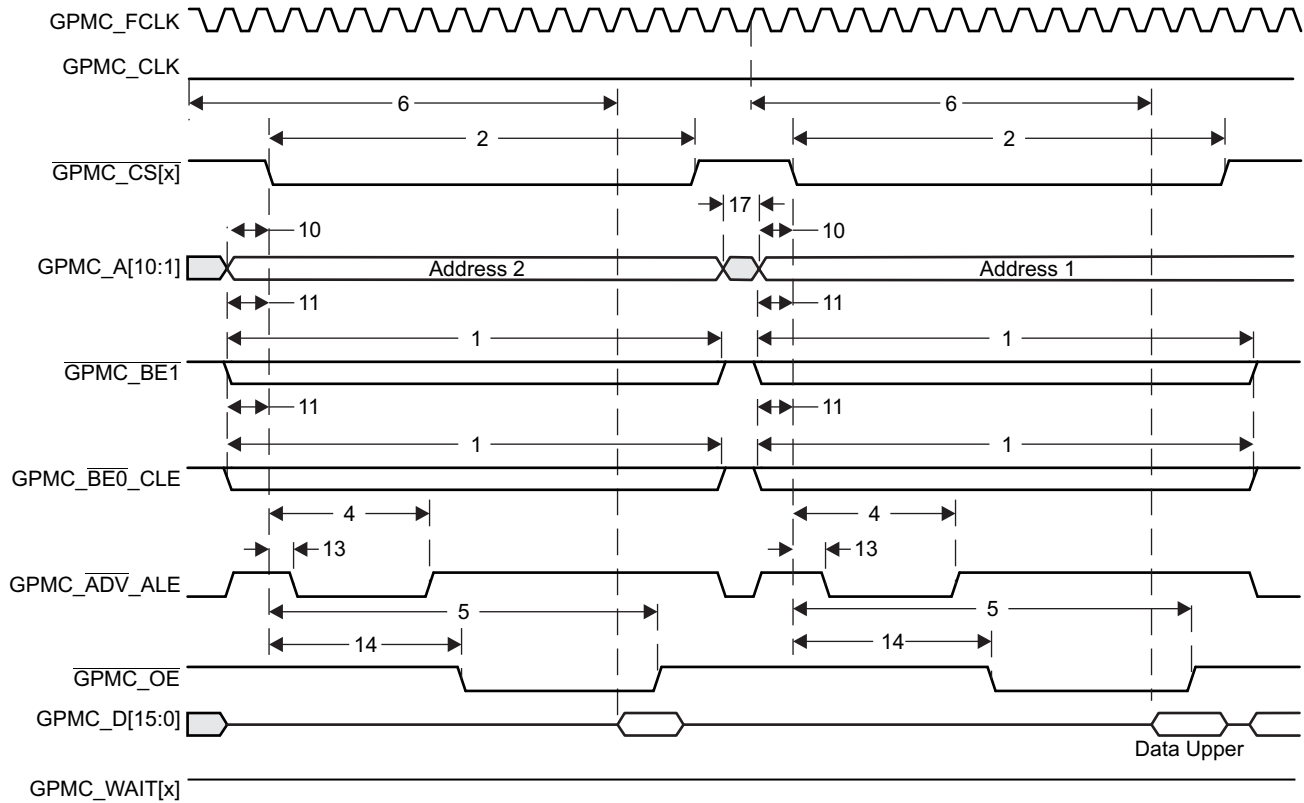 GPMC_FCLK
GPMC_CLK
6 6
2 2
GPMC_CS[x]
17
10 10
GPMC_A[10:1] Address 2 Address 1
11 11
1 1
GPMC_BE1
11 11
1 1
GPMC_BE0_CLE
4 4
13 13
GPMC_ADV_ALE
5 5
14 14
GPMC_OE
GPMC_D[15:0]
Data Upper
GPMC_WAIT[x]